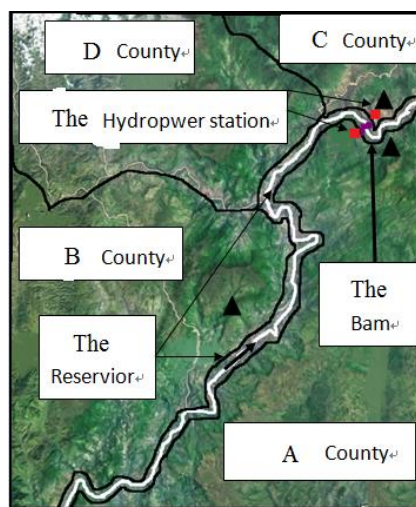 D County
C County
The Hydropwer station
B County
The
Bam
The
Reservior
A County